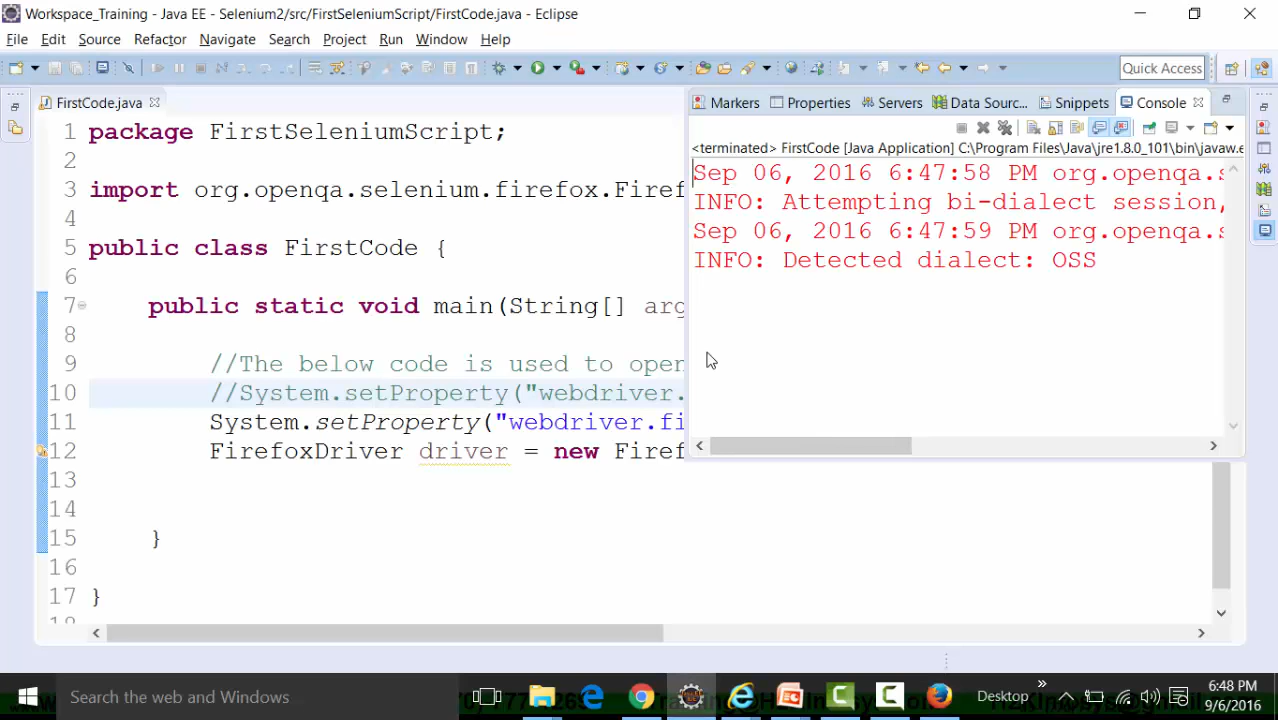 Workspace_Training - Java EE - Selenium2/src/FirstSeleniumScript/FirstCode.java - Eclipse
File Edit Source Refactor Navigate Search Project Run Window Help
Quick Access
FirstCode.java
Markers Properties Servers Data Sourc... Snippets Console
<terminated> FirstCode [Java Application] C:\Program Files\Java\jre1.8.0_101\bin\javaw.e
Sep 06, 2016 6:47:58 PM org.openqa.s
INFO: Attempting bi-dialect session,
Sep 06, 2016 6:47:59 PM org.openqa.s
INFO: Detected dialect: OSS
1 package FirstSeleniumScript;
2
3 import org.openqa.selenium.firefox.Firef
4
5 public class FirstCode {
6
7 public static void main(String[] arg
8
9 //The below code is used to open
10 //System.setProperty("webdriver.
11 System.setProperty("webdriver.fi
12 FirefoxDriver driver = new Firef
13
14
15 }
16
17 }
18
Search the web and Windows
Desktop
6:48 PM
9/6/2016